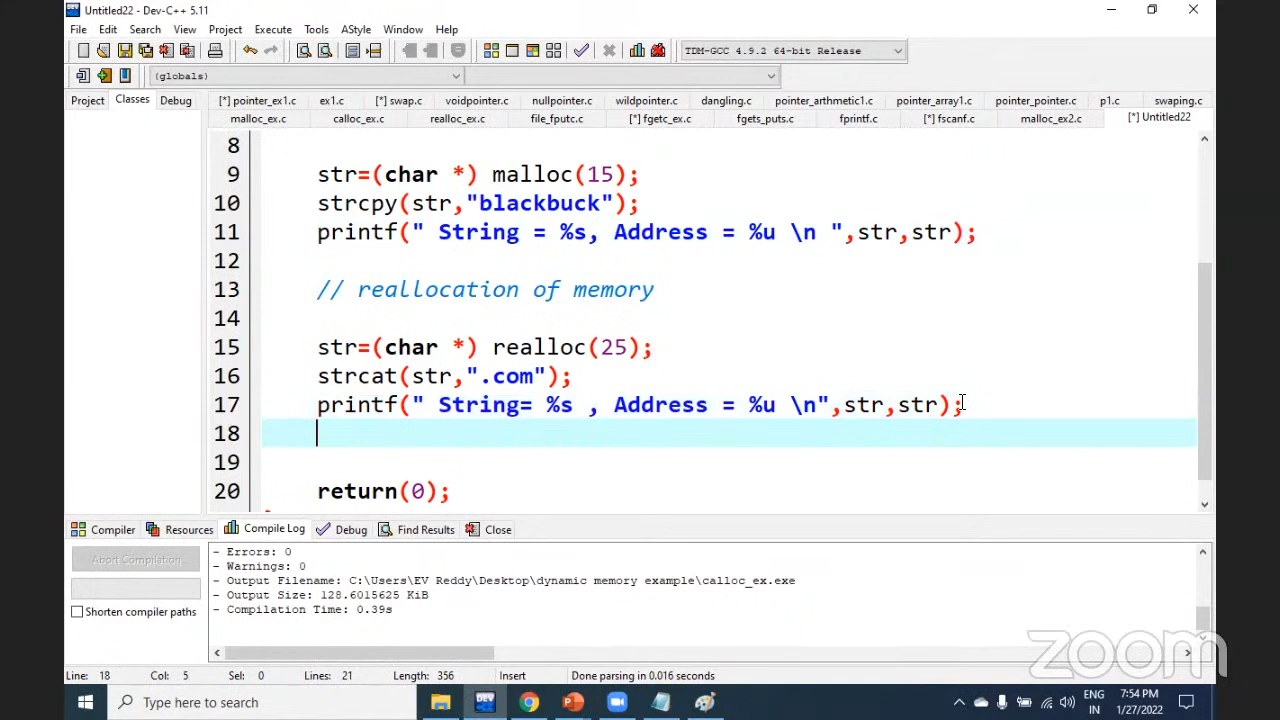 Untitled22 - Dev-C++ 5.11
File Edit Search View Project Execute Tools AStyle Window Help
TDM-GCC 4.9.2 64-bit Release
(globals)
Project Classes Debug
[*] pointer_ex1.c ex1.c [*] swap.c voidpointer.c nullpointer.c wildpointer.c dangling.c pointer_arthmetic1.c pointer_array1.c pointer_pointer.c p1.c swaping.c
malloc_ex.c calloc_ex.c realloc_ex.c file_fputc.c [*] fgetc_ex.c fgets_puts.c fprintf.c [*] fscanf.c malloc_ex2.c [*] Untitled22
8
9 str=(char *) malloc(15);
10 strcpy(str,"blackbuck");
11 printf(" String = %s, Address = %u \n ",str,str);
12
13 // reallocation of memory
14
15 str=(char *) realloc(25);
16 strcat(str,".com");
17 printf(" String= %s , Address = %u \n",str,str);
18
19
20 return(0);
Compiler Resources Compile Log Debug Find Results Close
Abort Compilation
Shorten compiler paths
- Errors: 0
- Warnings: 0
- Output Filename: C:\Users\EV Reddy\Desktop\dynamic memory example\calloc_ex.exe
- Output Size: 128.6015625 KiB
- Compilation Time: 0.39s
zoom
Line: 18 Col: 5 Sel: 0 Lines: 21 Length: 356 Insert Done parsing in 0.016 seconds
Type here to search
DEV
ENG
IN
7:54 PM
1/27/2022